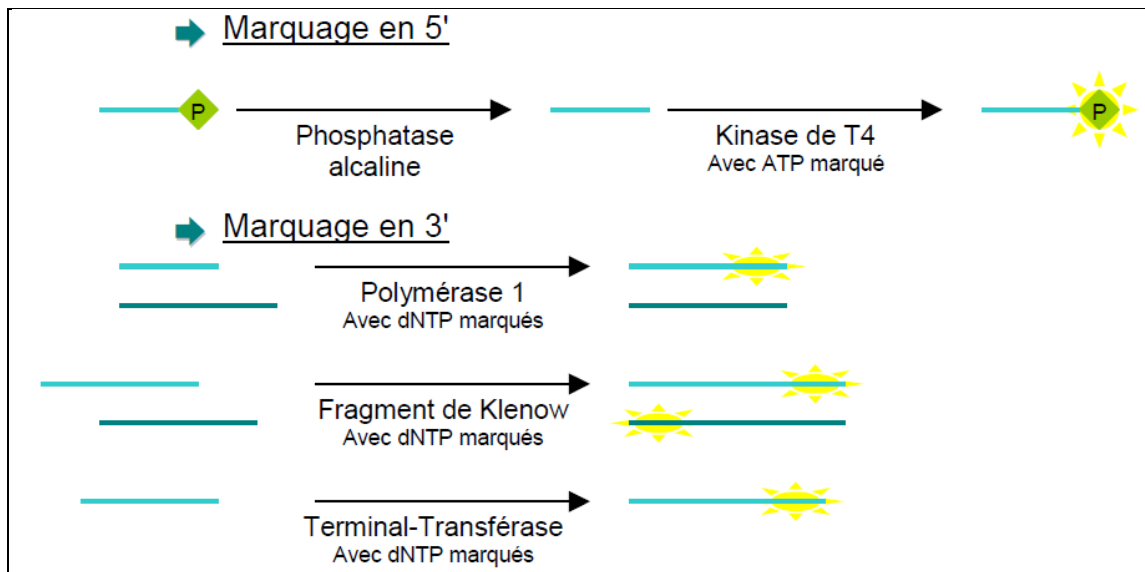 Marquage en 5'
P
Phosphatase
alcaline
Kinase de T4
Avec ATP marqué
P
Marquage en 3'
Polymérase 1
Avec dNTP marqués
Fragment de Klenow
Avec dNTP marqués
Terminal-Transférase
Avec dNTP marqués